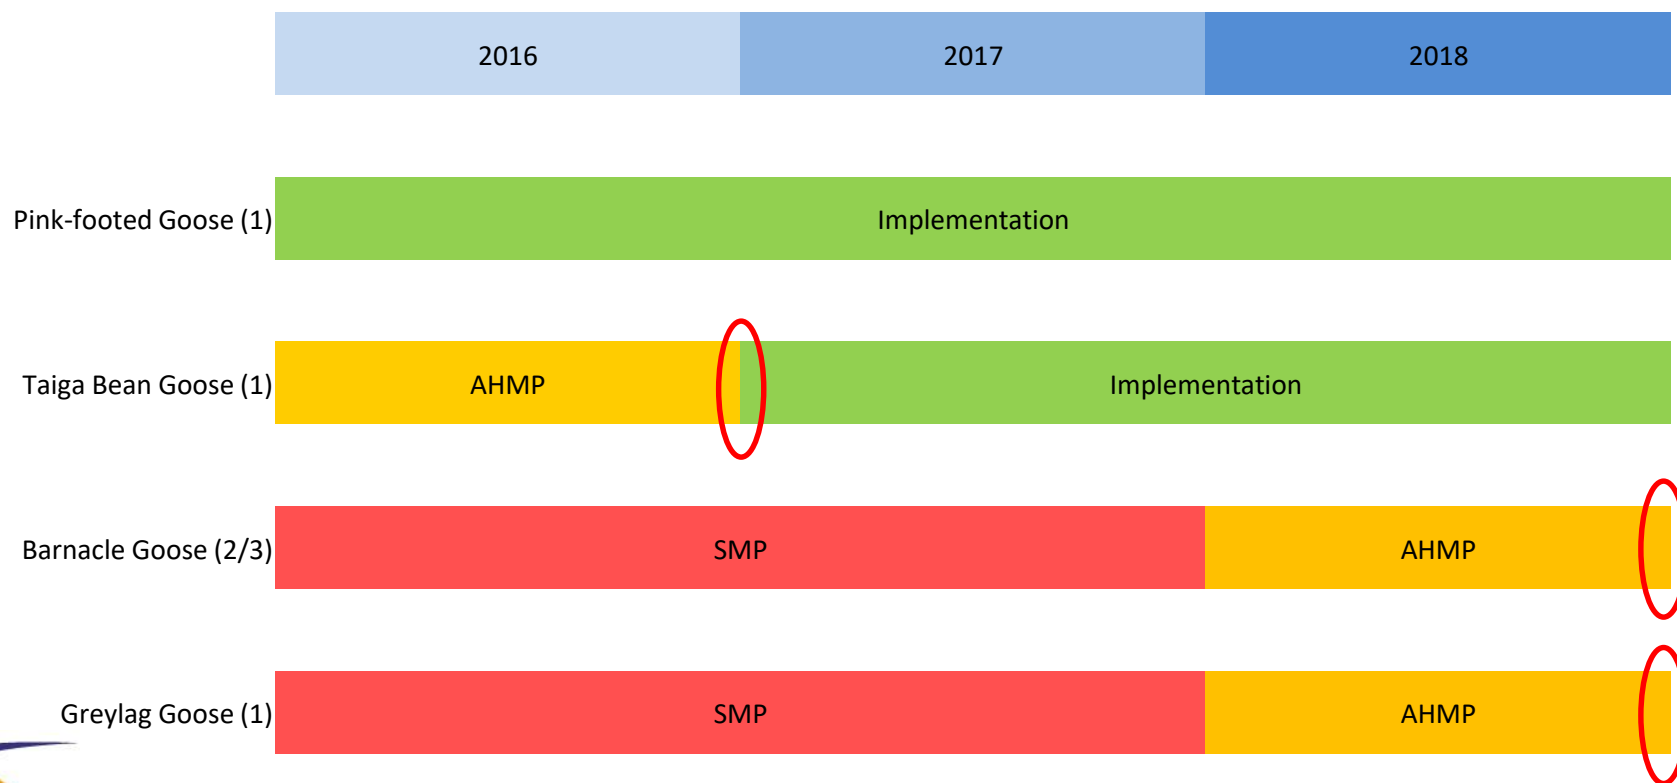 2016 2017 2018
Pink-footed Goose (1) Implementation
Taiga Bean Goose (1) AHMP Implementation
Barnacle Goose (2/3) SMP AHMP
Greylag Goose (1) SMP AHMP